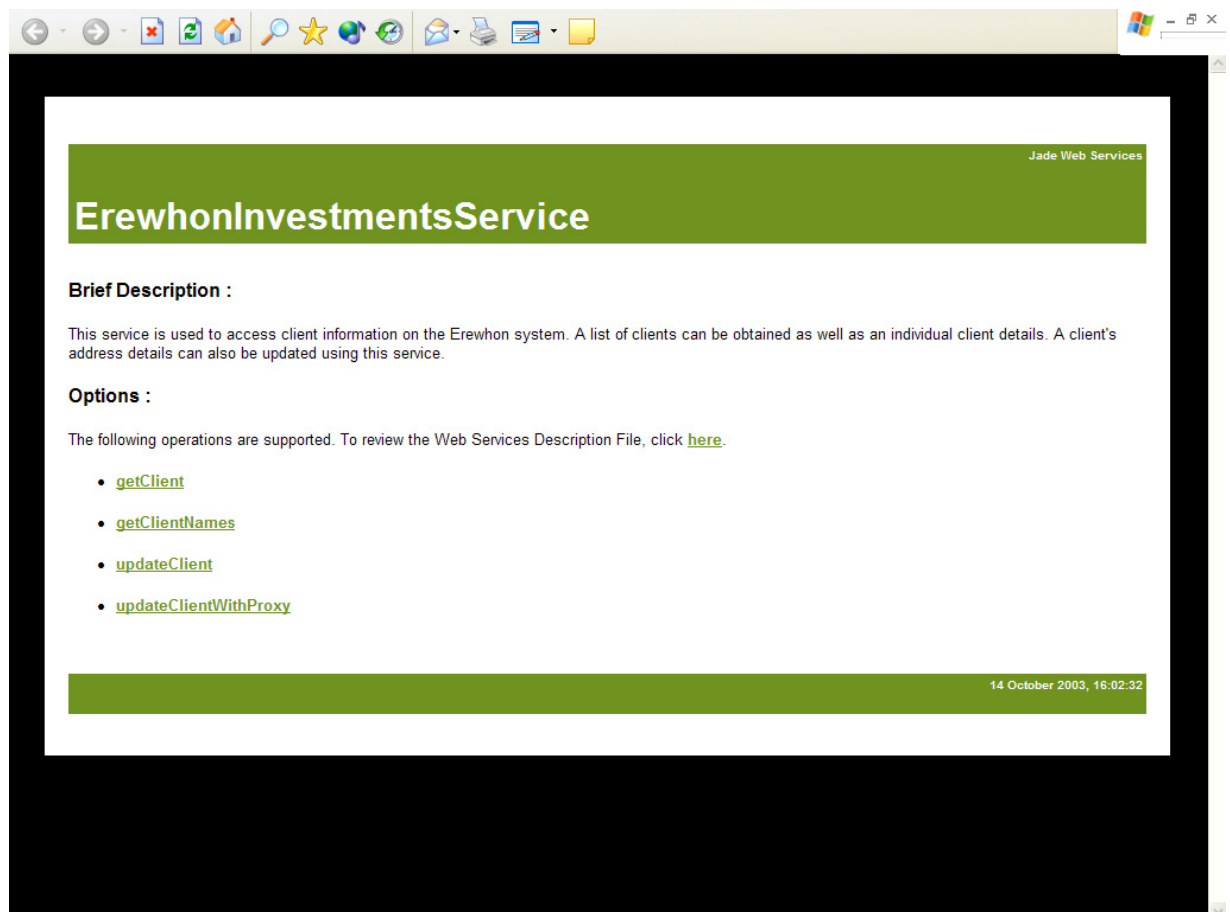 Jade Web Services
ErewhonInvestmentsService
Brief Description :
This service is used to access client information on the Erewhon system. A list of clients can be obtained as well as an individual client details. A client's
address details can also be updated using this service.
Options :
The following operations are supported. To review the Web Services Description File, click here.
getClient
getClientNames
updateClient
updateClientWithProxy
14 October 2003, 16:02:32